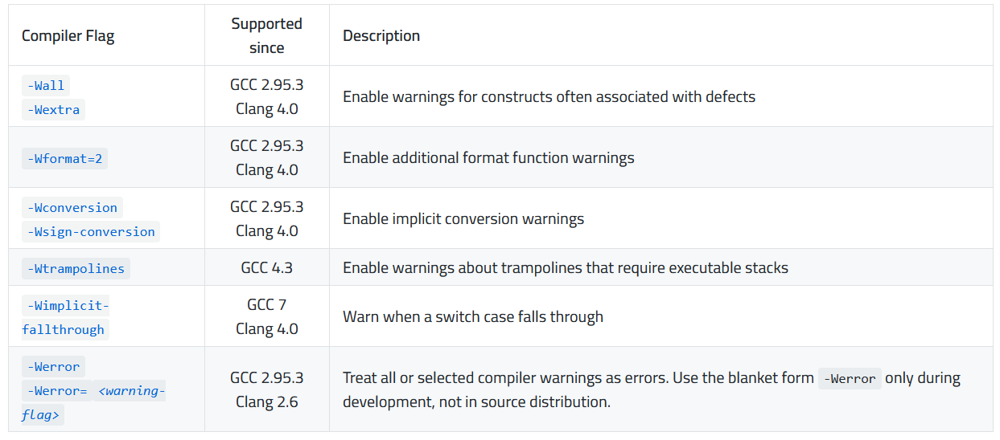 Compiler Flag
Supported
since
Description
-Wall
-Wextra
GCC 2.95.3
Clang 4.0
Enable warnings for constructs often associated with defects
-Wformat=2
GCC 2.95.3
Clang 4.0
Enable additional format function warnings
-Wconversion
-Wsign-conversion
GCC 2.95.3
Clang 4.0
Enable implicit conversion warnings
-Wtrampolines
GCC 4.3
Enable warnings about trampolines that require executable stacks
-Wimplicit-
fallthrough
GCC 7
Clang 4.0
Warn when a switch case falls through
-Werror
-Werror= <warning-
flag>
GCC 2.95.3
Clang 2.6
Treat all or selected compiler warnings as errors. Use the blanket form -Werror only during
development, not in source distribution.